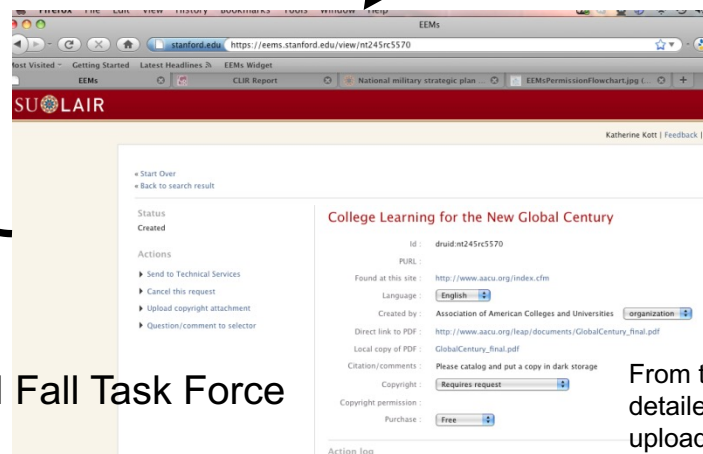 Firefox File Edit View History Bookmarks Tools Window Help
EEMs
stanford.edu https://eems.stanford.edu/view/nt245rc5570
Most Visited Getting Started Latest Headlines EEMs Widget
EEMs CLIR Report National military strategic plan ... EEMsPermissionFlowchart.jpg (...
SULAIR
Katherine Kott | Feedback |
« Start Over
« Back to search result
Status
Created
Actions
Send to Technical Services
Cancel this request
Upload copyright attachment
Question/comment to selector
College Learning for the New Global Century
Id : druid:nt245rc5570
PURL :
Found at this site : http://www.aacu.org/index.cfm
Language : English
Created by : Association of American Colleges and Universities organization
Direct link to PDF : http://www.aacu.org/leap/documents/GlobalCentury_final.pdf
Local copy of PDF : GlobalCentury_final.pdf
Citation/comments : Please catalog and put a copy in dark storage
Copyright : Requires request
Copyright permission :
Purchase : Free
Action log
Fall Task Force
From
detaile
upload